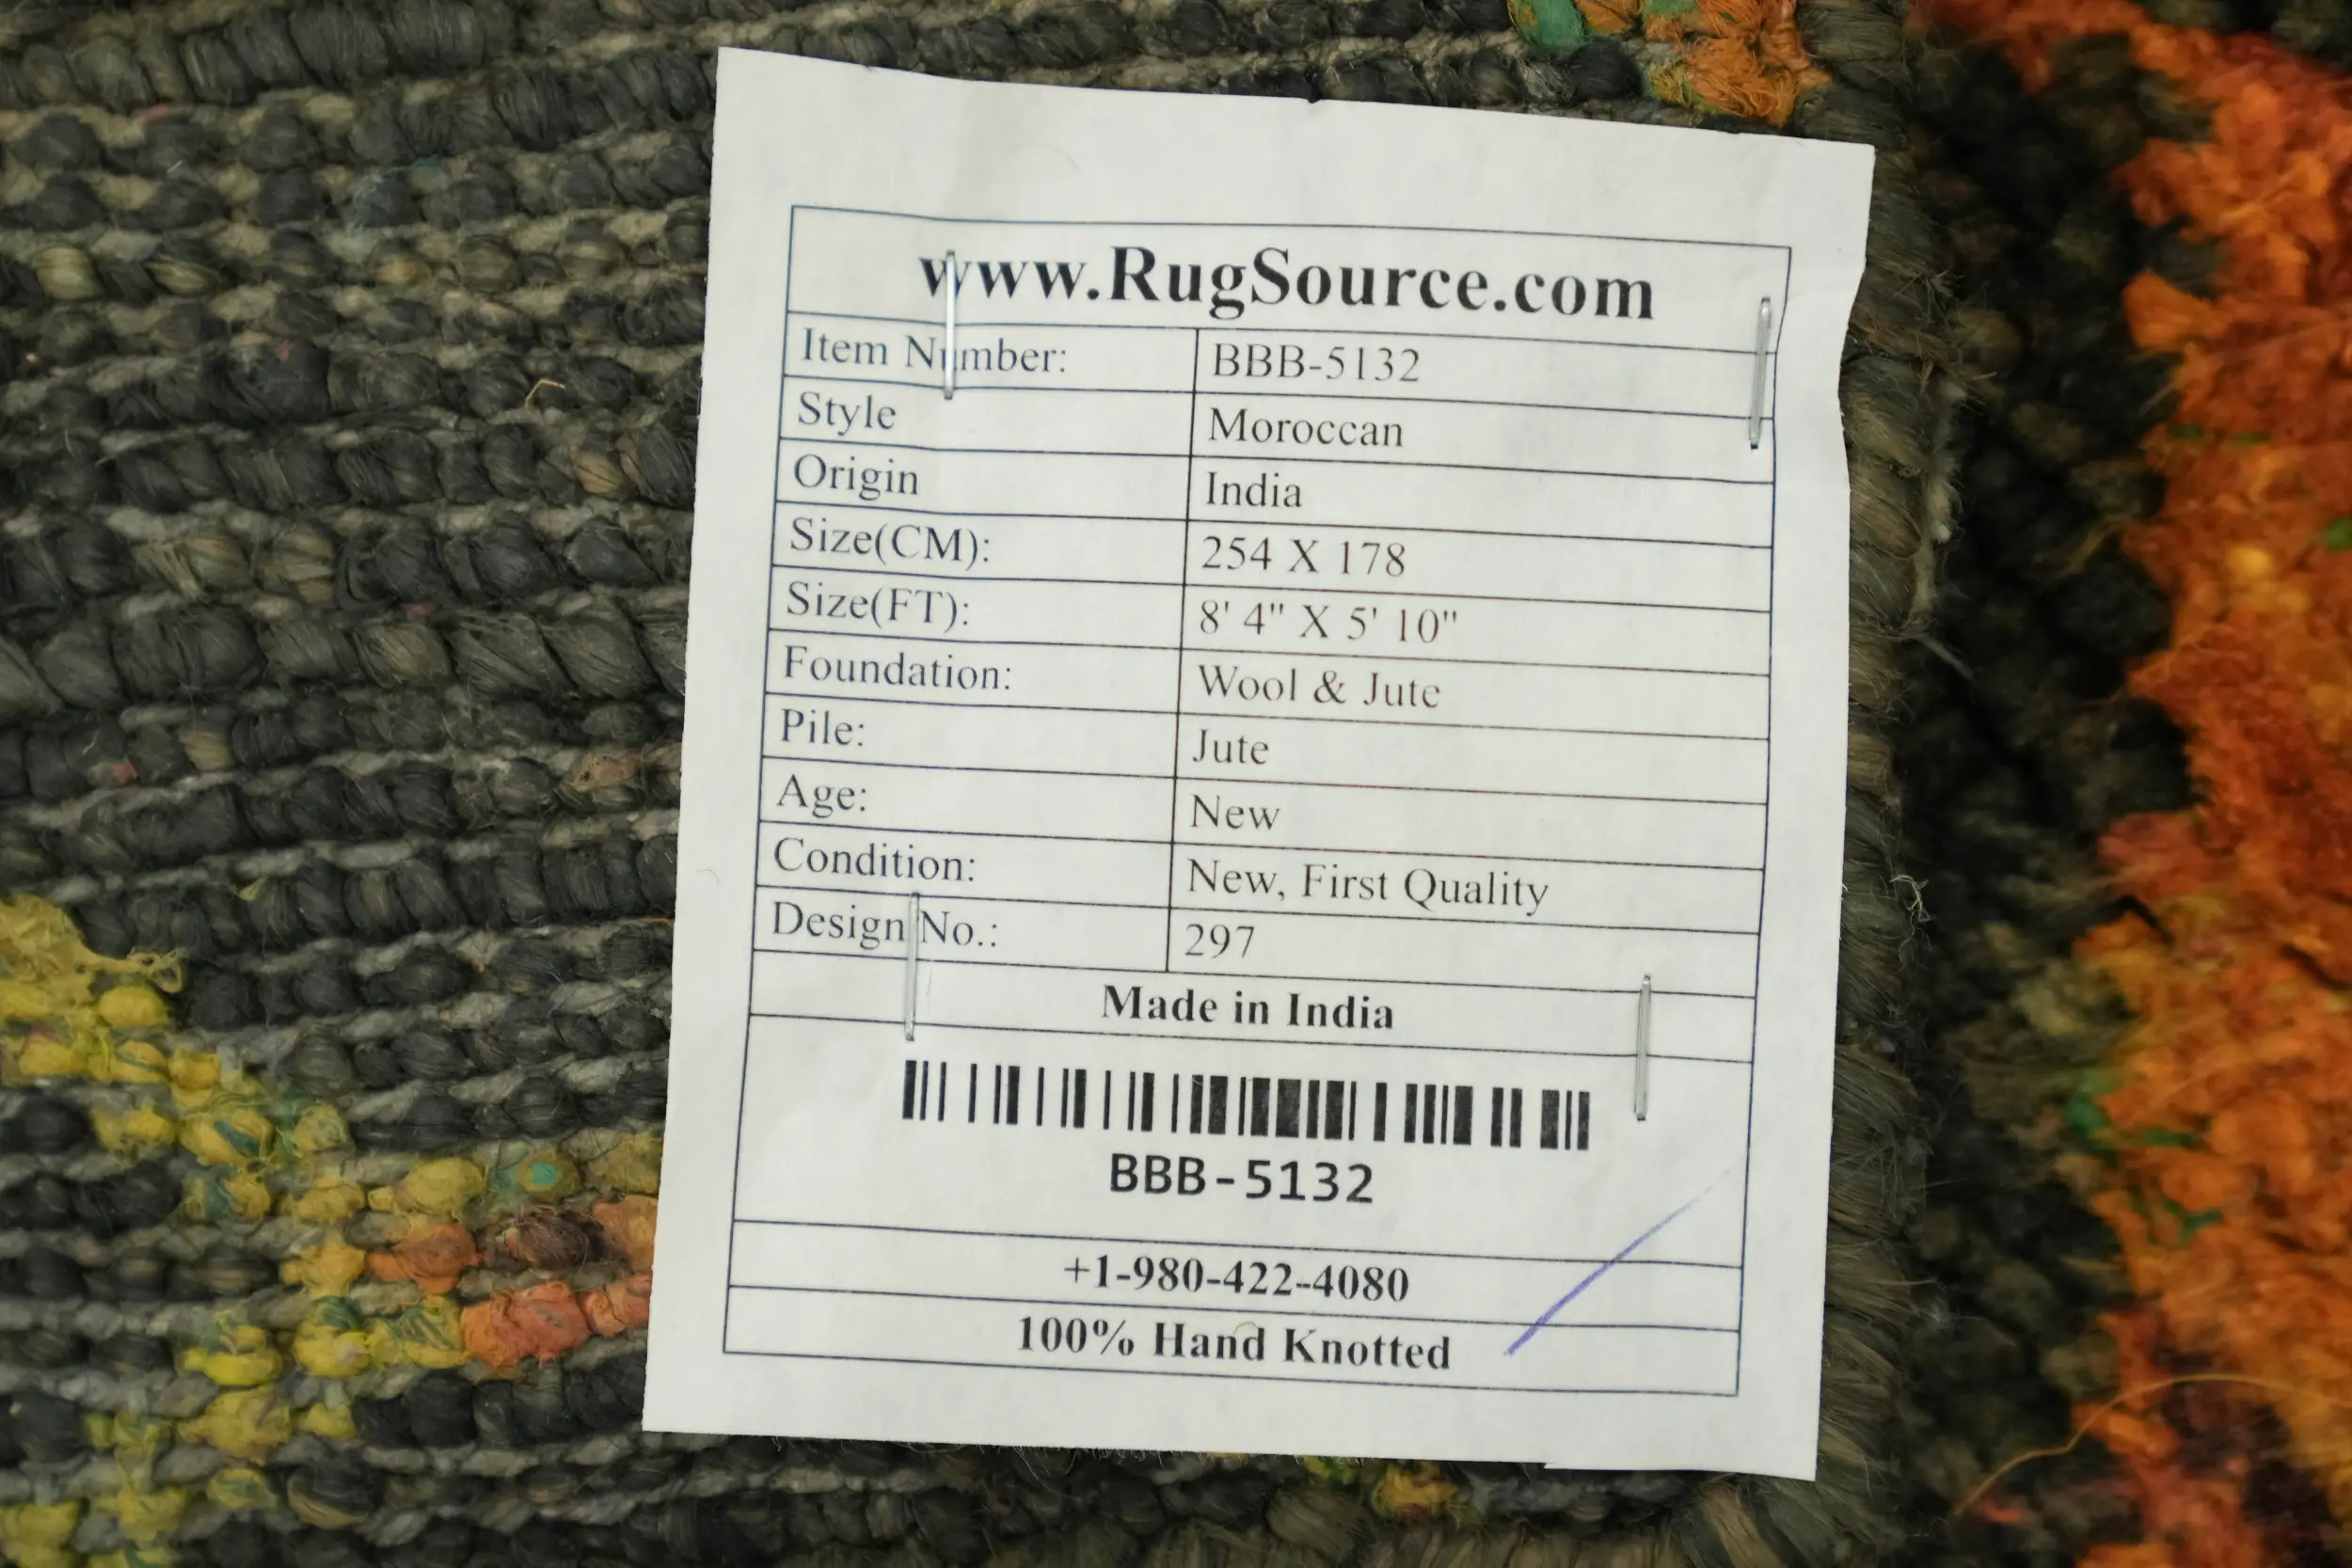 www.RugSource.com
Item Number: BBB-5132
Style Moroccan
Origin India
Size(CM): 254 X 178
Size(FT): 8' 4" X 5' 10"
Foundation: Wool & Jute
Pile: Jute
Age: New
Condition: New, First Quality
Design No.: 297
Made in India
BBB-5132
+1-980-422-4080
100% Hand Knotted